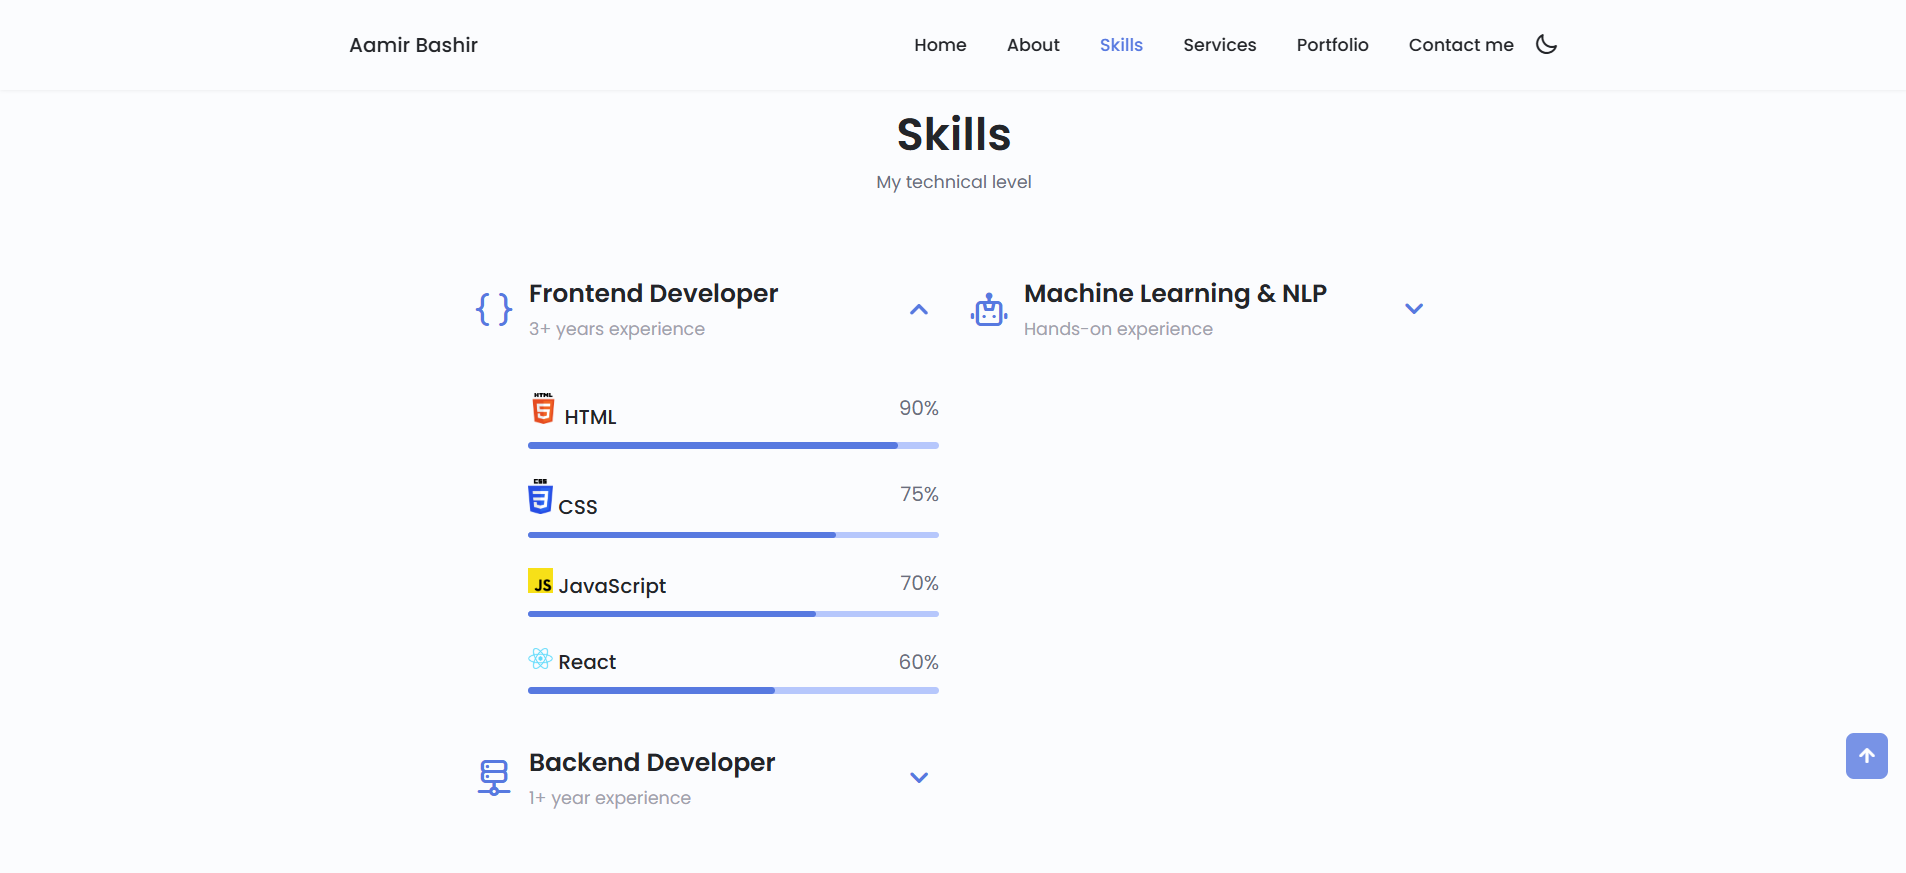 Aamir Bashir
Home About Skills Services Portfolio Contact me
Skills
My technical level
{ } Frontend Developer
3+ years experience
HTML
HTML 90%
CSS
CSS 75%
JS JavaScript 70%
React 60%
Backend Developer
1+ year experience
Machine Learning & NLP
Hands-on experience